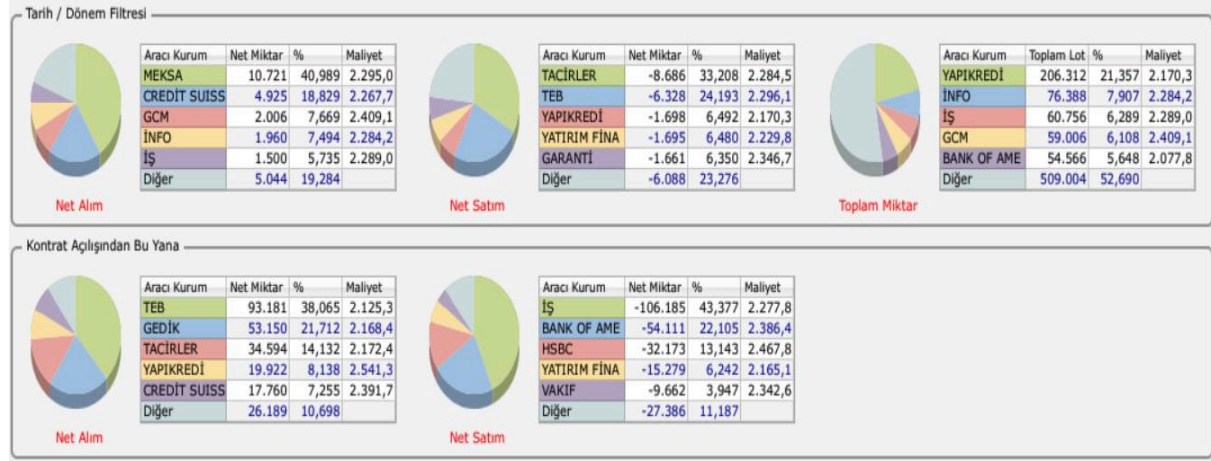 Tarih / Dönem Filtresi
Aracı Kurum Net Miktar % Maliyet
MEKSA 10.721 40,989 2.295,0
CREDİT SUISS 4.925 18,829 2.267,7
GCM 2.006 7,669 2.409,1
İNFO 1.960 7,494 2.284,2
İŞ 1.500 5,735 2.289,0
Diğer 5.044 19,284
Net Alım
Aracı Kurum Net Miktar % Maliyet
TACİRLER -8.686 33,208 2.284,5
TEB -6.328 24,193 2.296,1
YAPIKREDİ -1.698 6,492 2.170,3
YATIRIM FİNA -1.695 6,480 2.229,8
GARANTİ -1.661 6,350 2.346,7
Diğer -6.088 23,276
Net Satım
Aracı Kurum Toplam Lot % Maliyet
YAPIKREDİ 206.312 21,357 2.170,3
İNFO 76.388 7,907 2.284,2
İŞ 60.756 6,289 2.289,0
GCM 59.006 6,108 2.409,1
BANK OF AME 54.566 5,648 2.077,8
Diğer 509.004 52,690
Toplam Miktar
Kontrat Açılışından Bu Yana
Aracı Kurum Net Miktar % Maliyet
TEB 93.181 38,065 2.125,3
GEDİK 53.150 21,712 2.168,4
TACİRLER 34.594 14,132 2.172,4
YAPIKREDİ 19.922 8,138 2.541,3
CREDİT SUISS 17.760 7,255 2.391,7
Diğer 26.189 10,698
Net Alım
Aracı Kurum Net Miktar % Maliyet
İŞ -106.185 43,377 2.277,8
BANK OF AME -54.111 22,105 2.386,4
HSBC -32.173 13,143 2.467,8
YATIRIM FİNA -15.279 6,242 2.165,1
VAKIF -9.662 3,947 2.342,6
Diğer -27.386 11,187
Net Satım